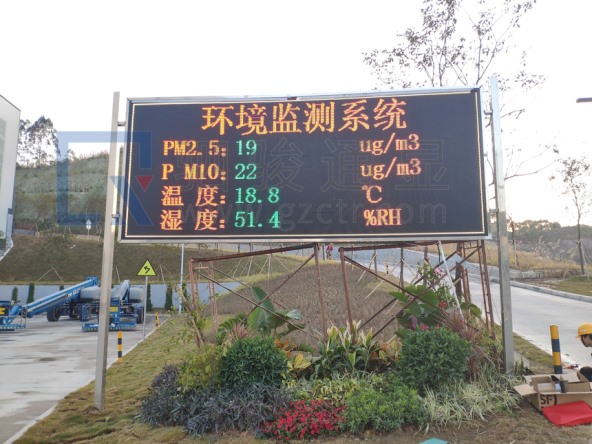 环境监测系统
PM2.5: 19 ug/m3
P M10: 22 ug/m3
温 度: 18.8 ℃
湿 度: 51.4 %RH
SF